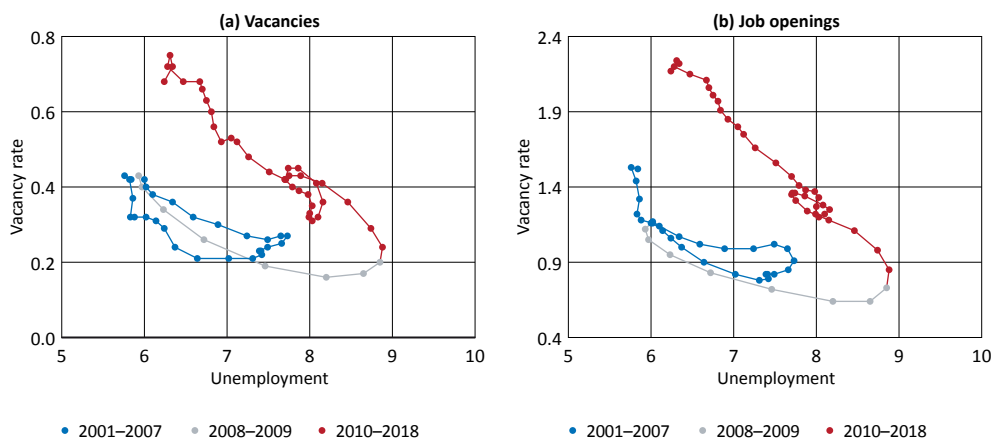 (a) Vacancies
Vacancy rate
0.8
0.6
0.4
0.2
0.0
5 6 7 8 9 10
Unemployment
2001–2007 2008–2009 2010–2018
(b) Job openings
Vacancy rate
2.4
1.9
1.4
0.9
0.4
5 6 7 8 9 10
Unemployment
2001–2007 2008–2009 2010–2018